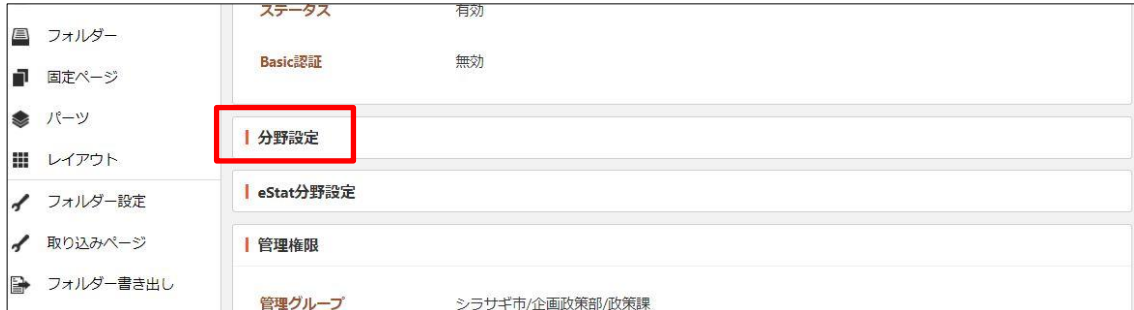 フォルダー
固定ページ
パーツ
レイアウト
フォルダー設定
取り込みページ
フォルダー書き出し
ステータス 有効
Basic認証 無効
分野設定
eStat分野設定
管理権限
管理グループ シラサギ市/企画政策部/政策課